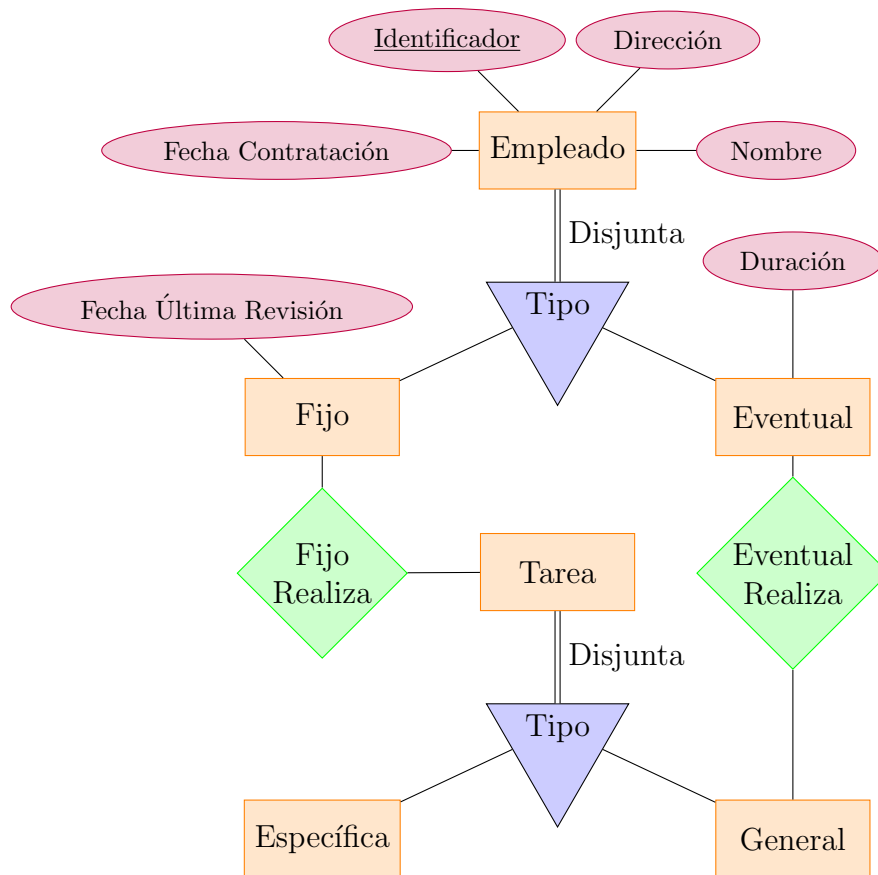 Identificador
Dirección
Fecha Contratación
Empleado
Nombre
Disjunta
Duración
Fecha Última Revisión
Tipo
Fijo
Eventual
Fijo
Realiza
Tarea
Eventual
Realiza
Disjunta
Tipo
Específica
General